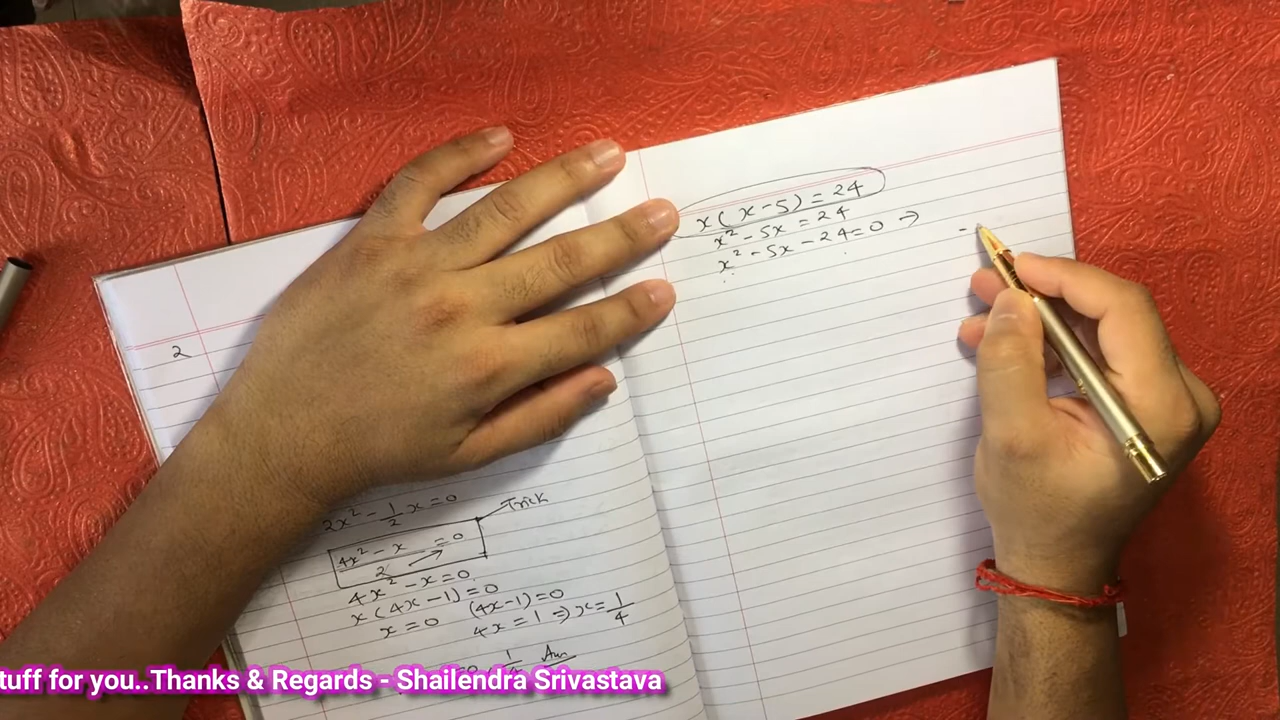 2
2x² - 1/2 x = 0
Trick
4x² - x / 2 = 0
4x² - x = 0
x(4x - 1) = 0
x = 0 (4x - 1) = 0
4x = 1 ⇒ x = 1/4
Ans
x(x - 5) = 24
x² - 5x = 24
x² - 5x - 24 = 0 →
tuff for you..Thanks & Regards - Shailendra Srivastava